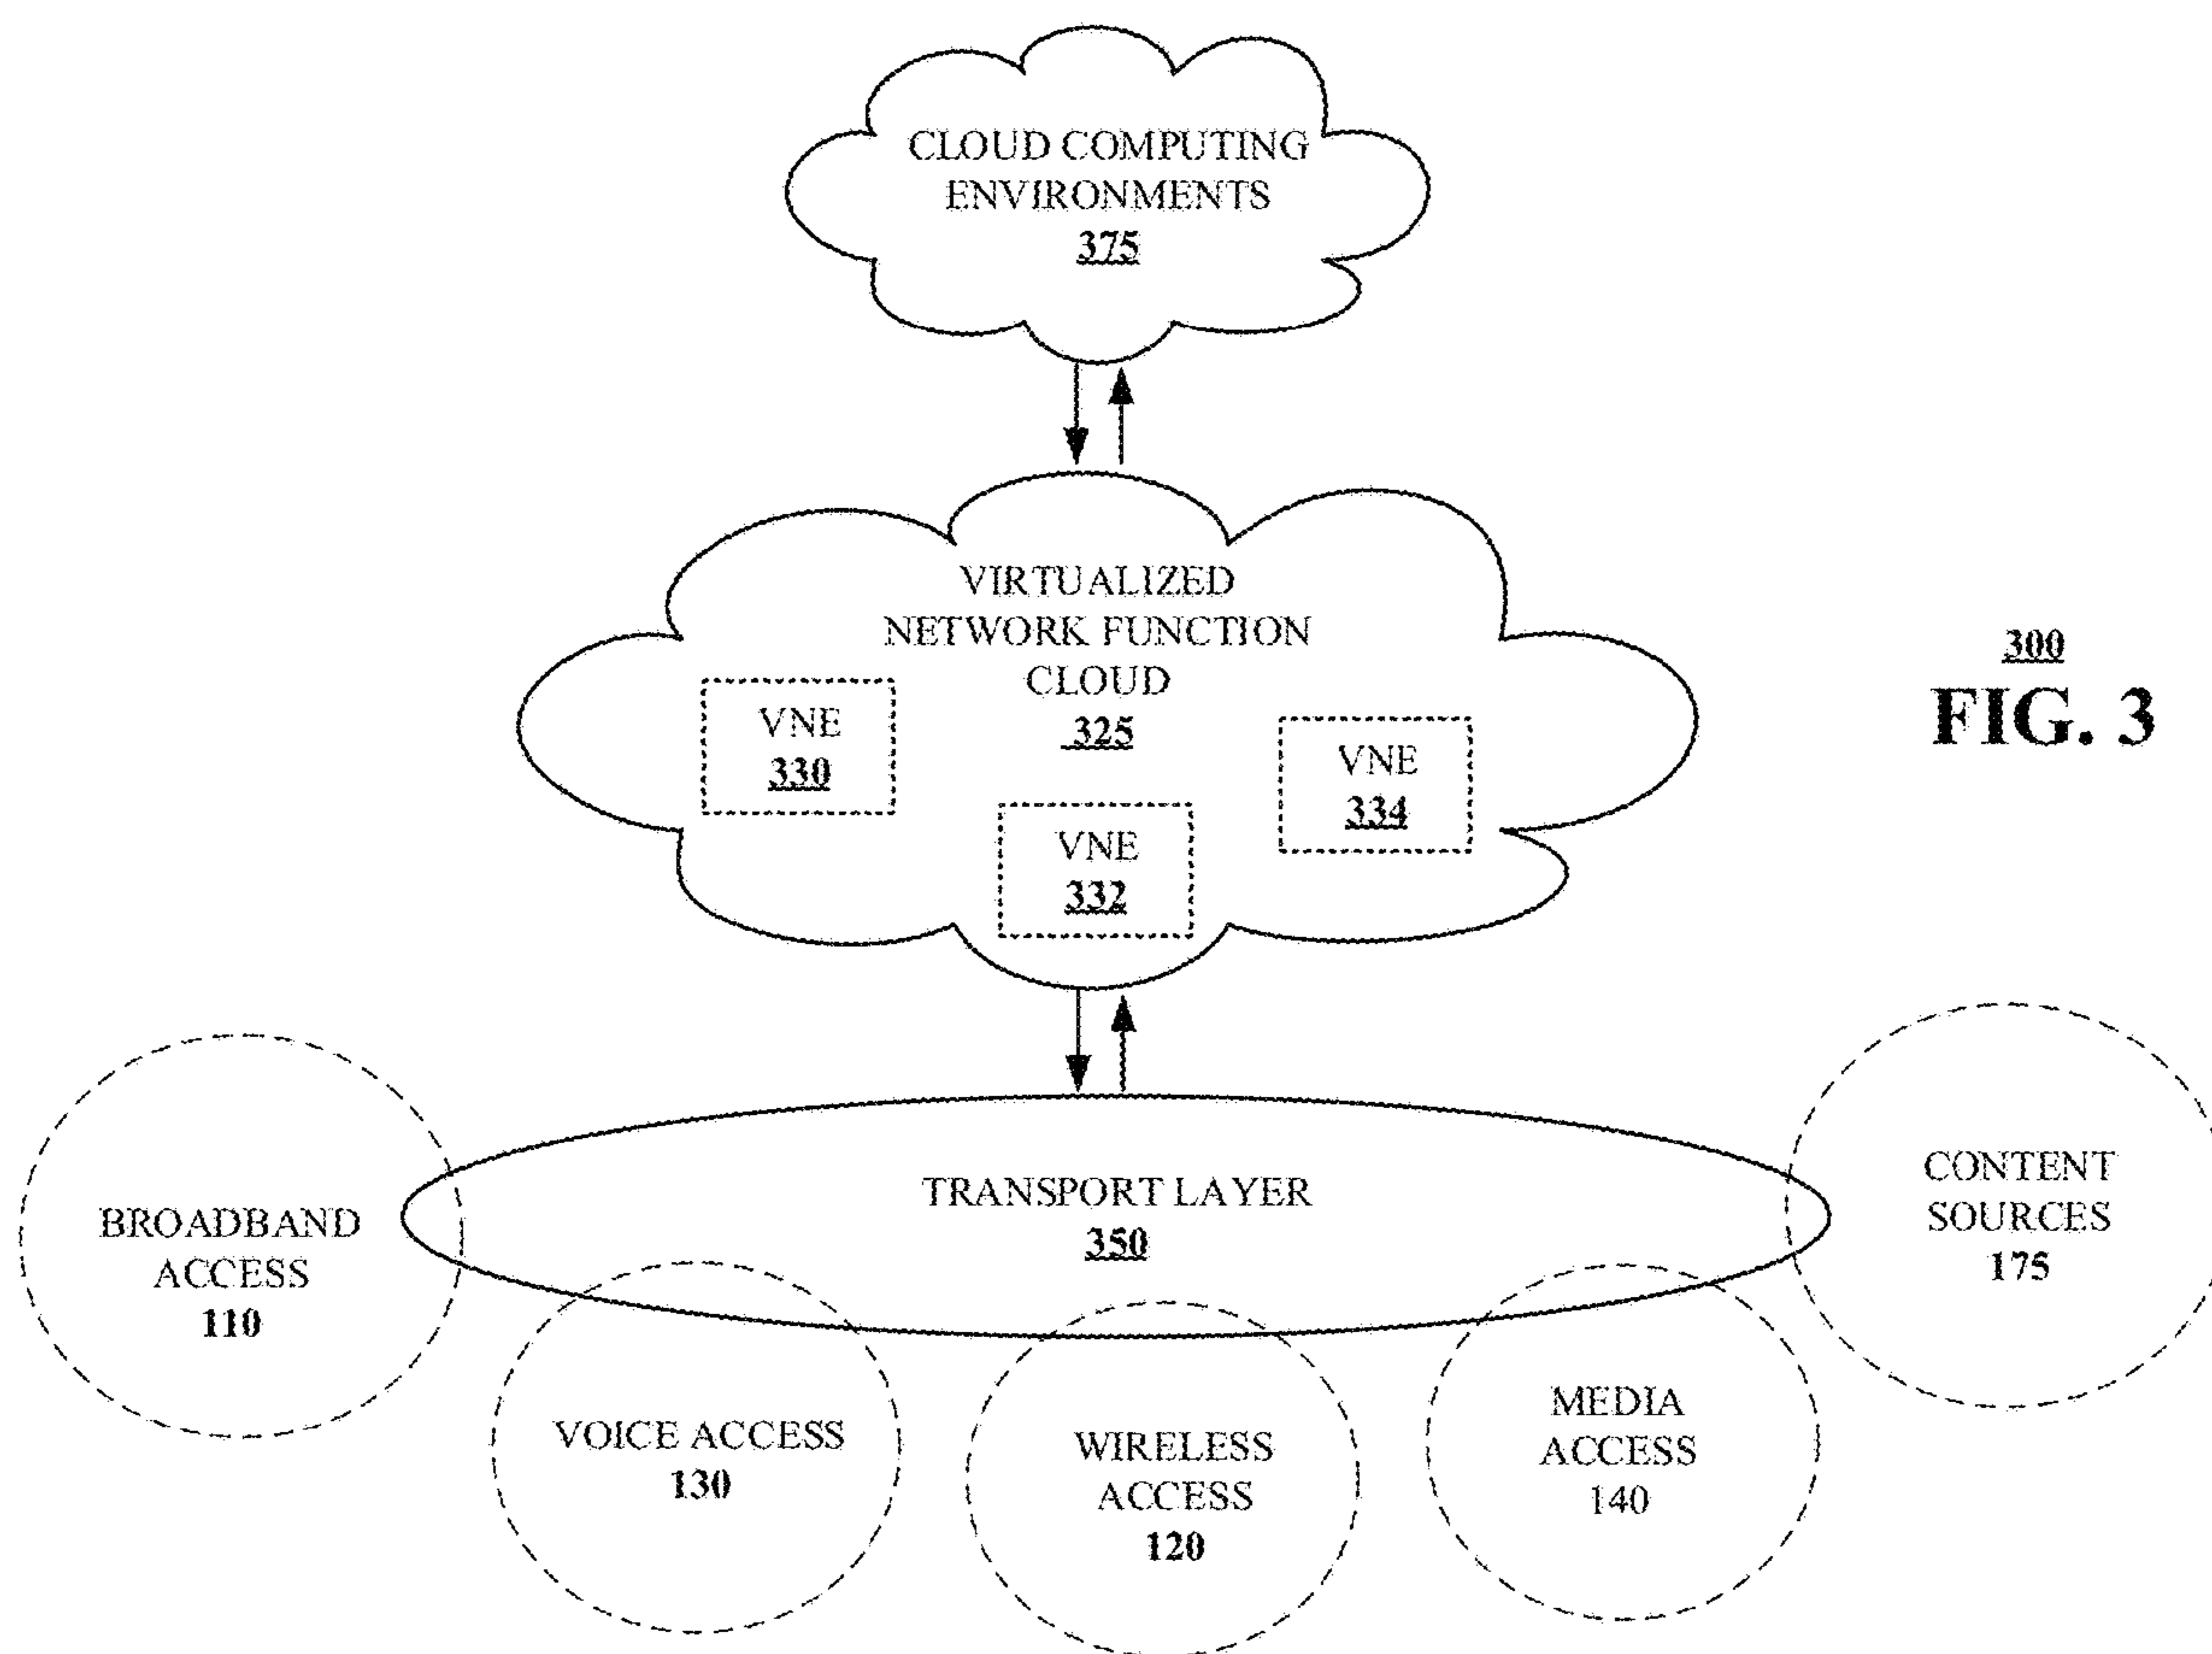 CLOUD COMPUTING
ENVIRONMENTS
375
VIRTUALIZED
NETWORK FUNCTION
CLOUD
325
VNE
330
VNE
332
VNE
334
300
FIG. 3
TRANSPORT LAYER
350
BROADBAND
ACCESS
110
VOICE ACCESS
130
WIRELESS
ACCESS
120
MEDIA
ACCESS
140
CONTENT
SOURCES
175